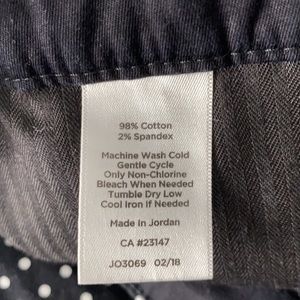 98% Cotton
2% Spandex
Machine Wash Cold
Gentle Cycle
Only Non-Chlorine
Bleach When Needed
Tumble Dry Low
Cool Iron if Needed
Made in Jordan
CA #23147
JO3069 02/18